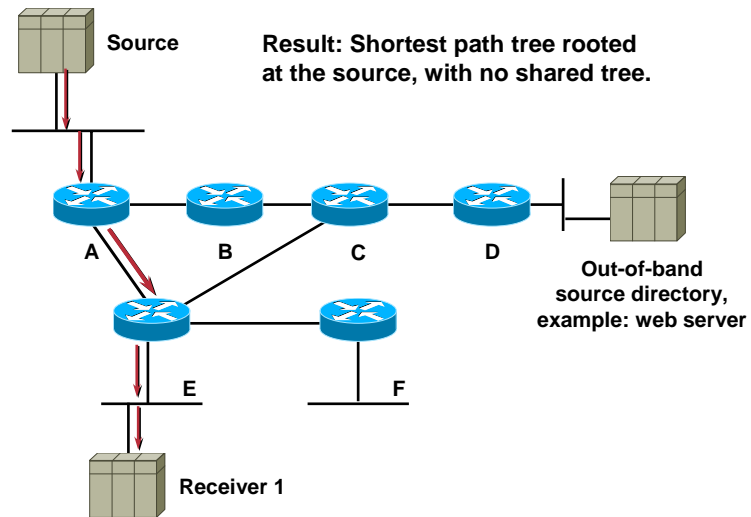 Source
Result: Shortest path tree rooted
at the source, with no shared tree.
A
B
C
D
Out-of-band
source directory,
example: web server
E
F
Receiver 1